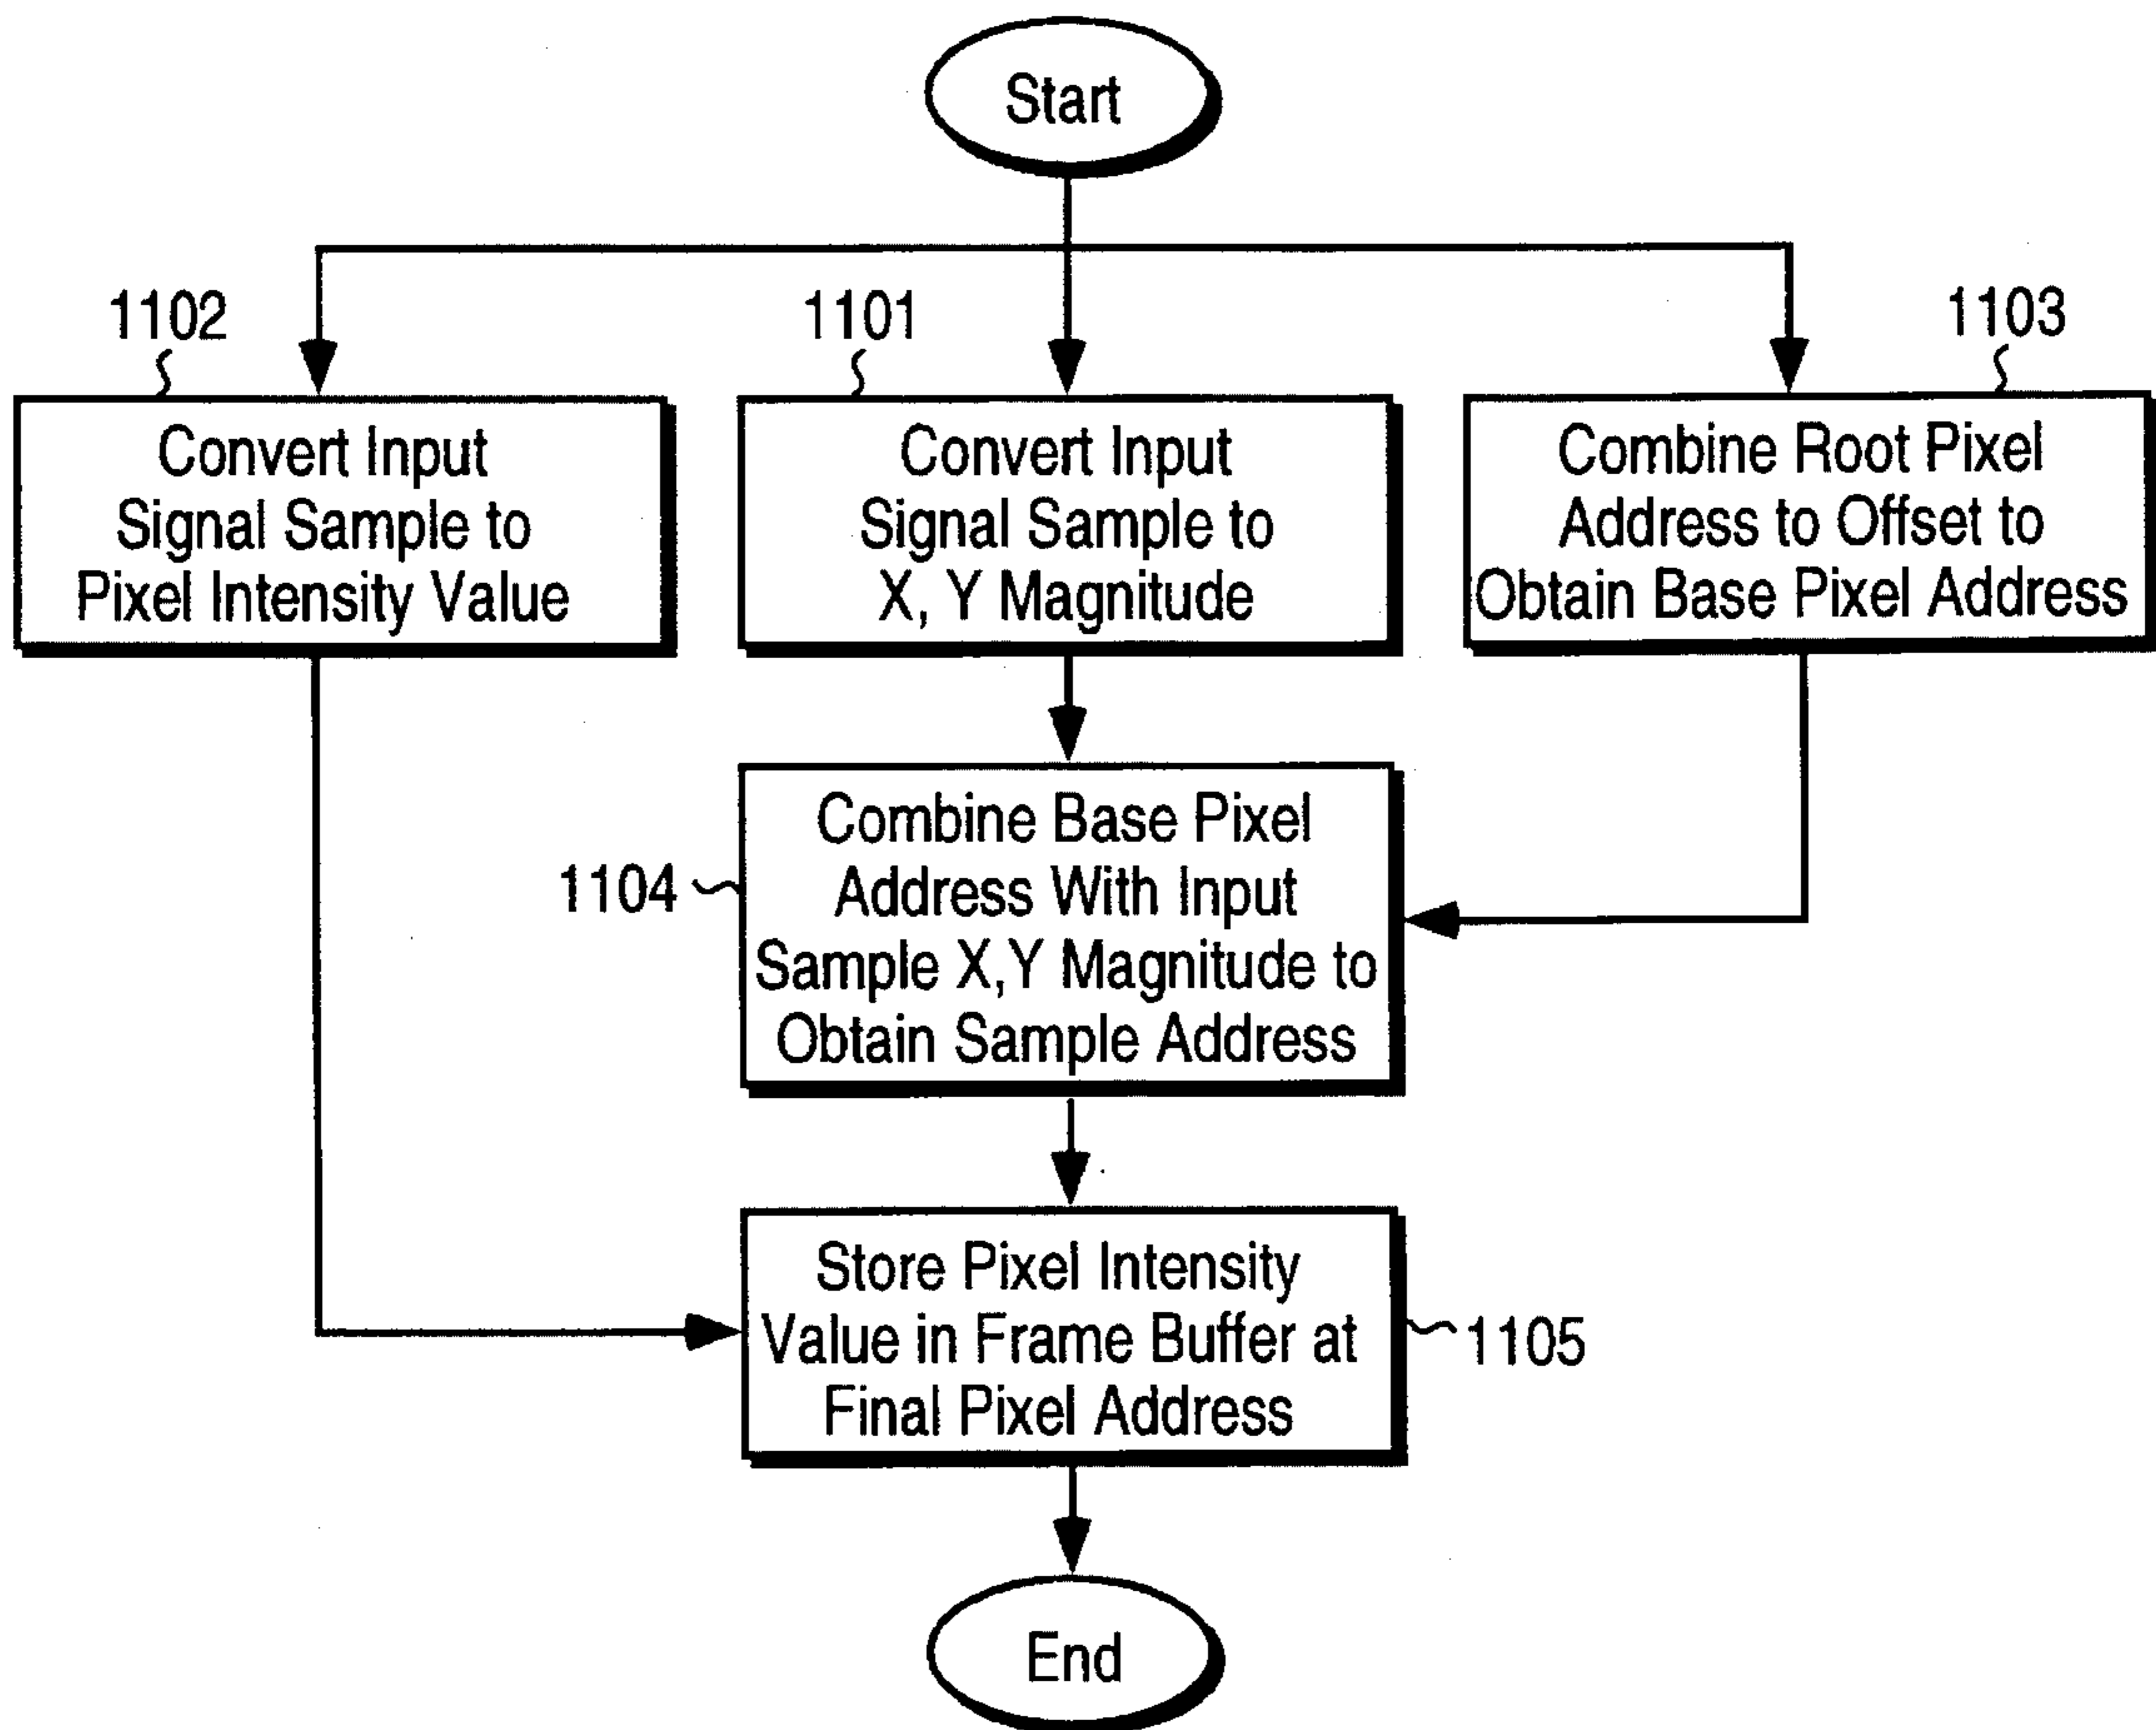 Start
1102
1101
1103
Convert Input
Signal Sample to
Pixel Intensity Value
Convert Input
Signal Sample to
X, Y Magnitude
Combine Root Pixel
Address to Offset to
Obtain Base Pixel Address
1104
Combine Base Pixel
Address With Input
Sample X,Y Magnitude to
Obtain Sample Address
Store Pixel Intensity
Value in Frame Buffer at
Final Pixel Address
1105
End